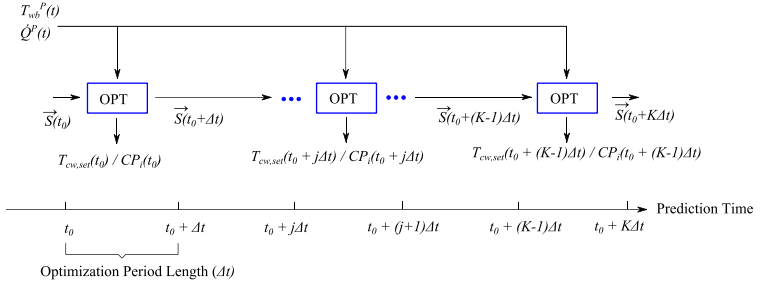 T_wb^P(t)
Q̇^P(t)
OPT ••• OPT ••• OPT
S⃗(t₀) S⃗(t₀+Δt) S⃗(t₀+(K-1)Δt) S⃗(t₀+KΔt)
T_cw,set(t₀) / CP_i(t₀) T_cw,set(t₀ + jΔt) / CP_i(t₀ + jΔt) T_cw,set(t₀ + (K-1)Δt) / CP_i(t₀ + (K-1)Δt)
Prediction Time
t₀ t₀ + Δt t₀ + jΔt t₀ + (j+1)Δt t₀ + (K-1)Δt t₀ + KΔt
Optimization Period Length (Δt)